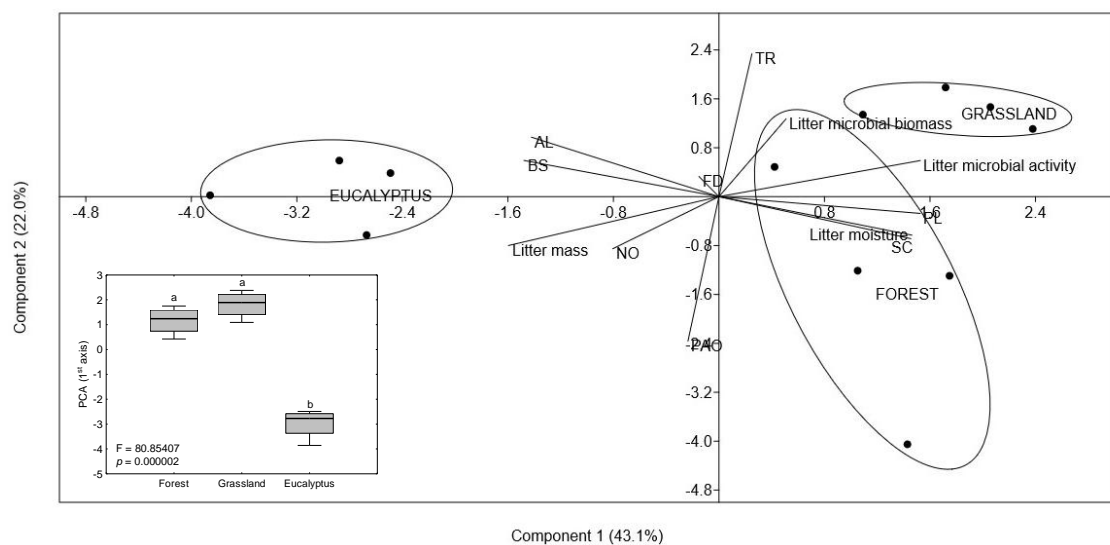 Component 2 (22.0%)
2.4
1.6
0.8
-0.8
-1.6
-2.4
-3.2
-4.0
-4.8
-4.8
-4.0
-3.2
-2.4
-1.6
-0.8
0.8
1.6
2.4
TR
GRASSLAND
Litter microbial biomass
AL
BS
Litter microbial activity
FD
EUCALYPTUS
PL
Litter moisture
SC
Litter mass
NO
FOREST
PAO
3
2
1
0
-1
-2
-3
-4
-5
PCA (1st axis)
a
a
b
F = 80.85407
p = 0.000002
Forest Grassland Eucalyptus
Component 1 (43.1%)